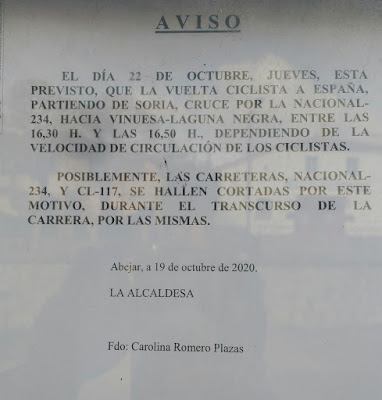 AVISO
EL DÍA 22 DE OCTUBRE, JUEVES, ESTA
PREVISTO, QUE LA VUELTA CICLISTA A ESPAÑA,
PARTIENDO DE SORIA, CRUCE POR LA NACIONAL-
234, HACIA VINUESA-LAGUNA NEGRA, ENTRE LAS
16,30 H. Y LAS 16,50 H., DEPENDIENDO DE LA
VELOCIDAD DE CIRCULACIÓN DE LOS CICLISTAS.
POSIBLEMENTE, LAS CARRETERAS, NACIONAL-
234, Y CL-117, SE HALLEN CORTADAS POR ESTE
MOTIVO, DURANTE EL TRANSCURSO DE LA
CARRERA, POR LAS MISMAS.
Abejar, a 19 de octubre de 2020.
LA ALCALDESA
Fdo: Carolina Romero Plazas